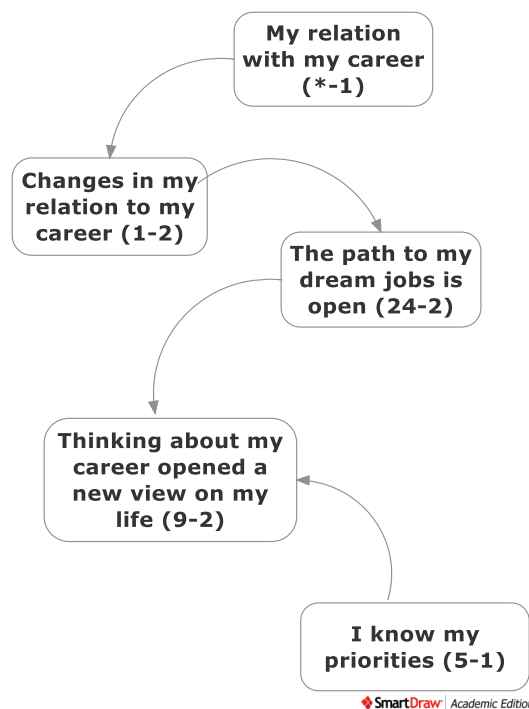 My relation
with my career
(*-1)
Changes in my
relation to my
career (1-2)
The path to my
dream jobs is
open (24-2)
Thinking about my
career opened a
new view on my
life (9-2)
I know my
priorities (5-1)
SmartDraw Academic Editio